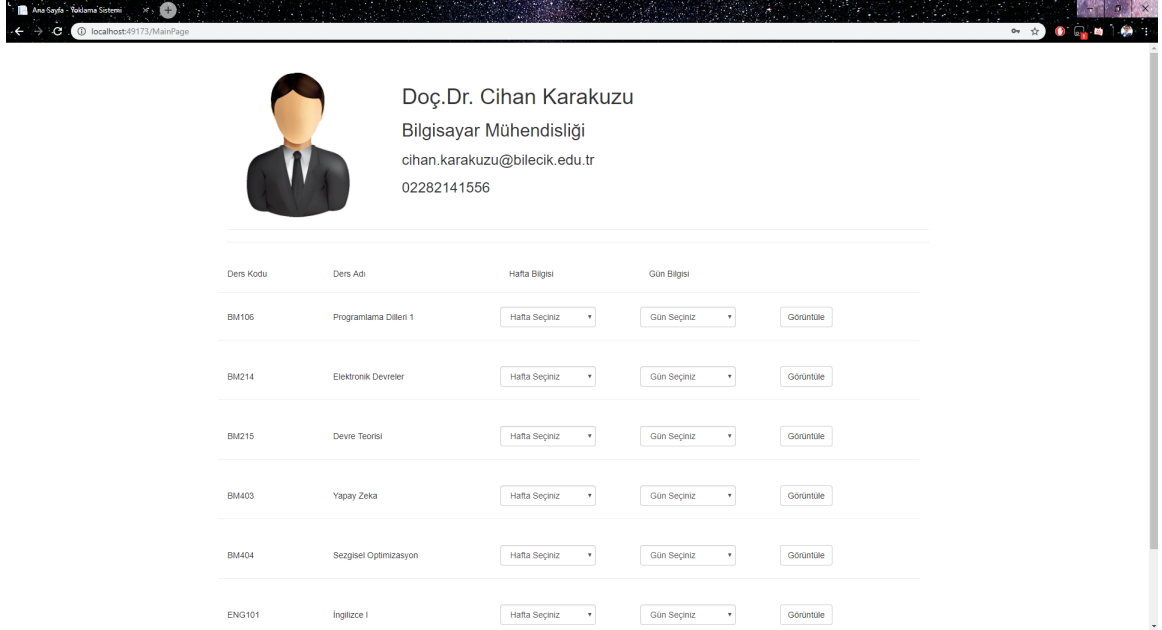 Ana Sayfa - Yoklama Sistemi
localhost:49173/MainPage
Doç.Dr. Cihan Karakuzu
Bilgisayar Mühendisliği
cihan.karakuzu@bilecik.edu.tr
02282141556
Ders Kodu Ders Adı Hafta Bilgisi Gün Bilgisi
BM106 Programlama Dilleri 1 Hafta Seçiniz Gün Seçiniz Görüntüle
BM214 Elektronik Devreler Hafta Seçiniz Gün Seçiniz Görüntüle
BM215 Devre Teorisi Hafta Seçiniz Gün Seçiniz Görüntüle
BM403 Yapay Zeka Hafta Seçiniz Gün Seçiniz Görüntüle
BM404 Sezgisel Optimizasyon Hafta Seçiniz Gün Seçiniz Görüntüle
ENG101 İngilizce I Hafta Seçiniz Gün Seçiniz Görüntüle